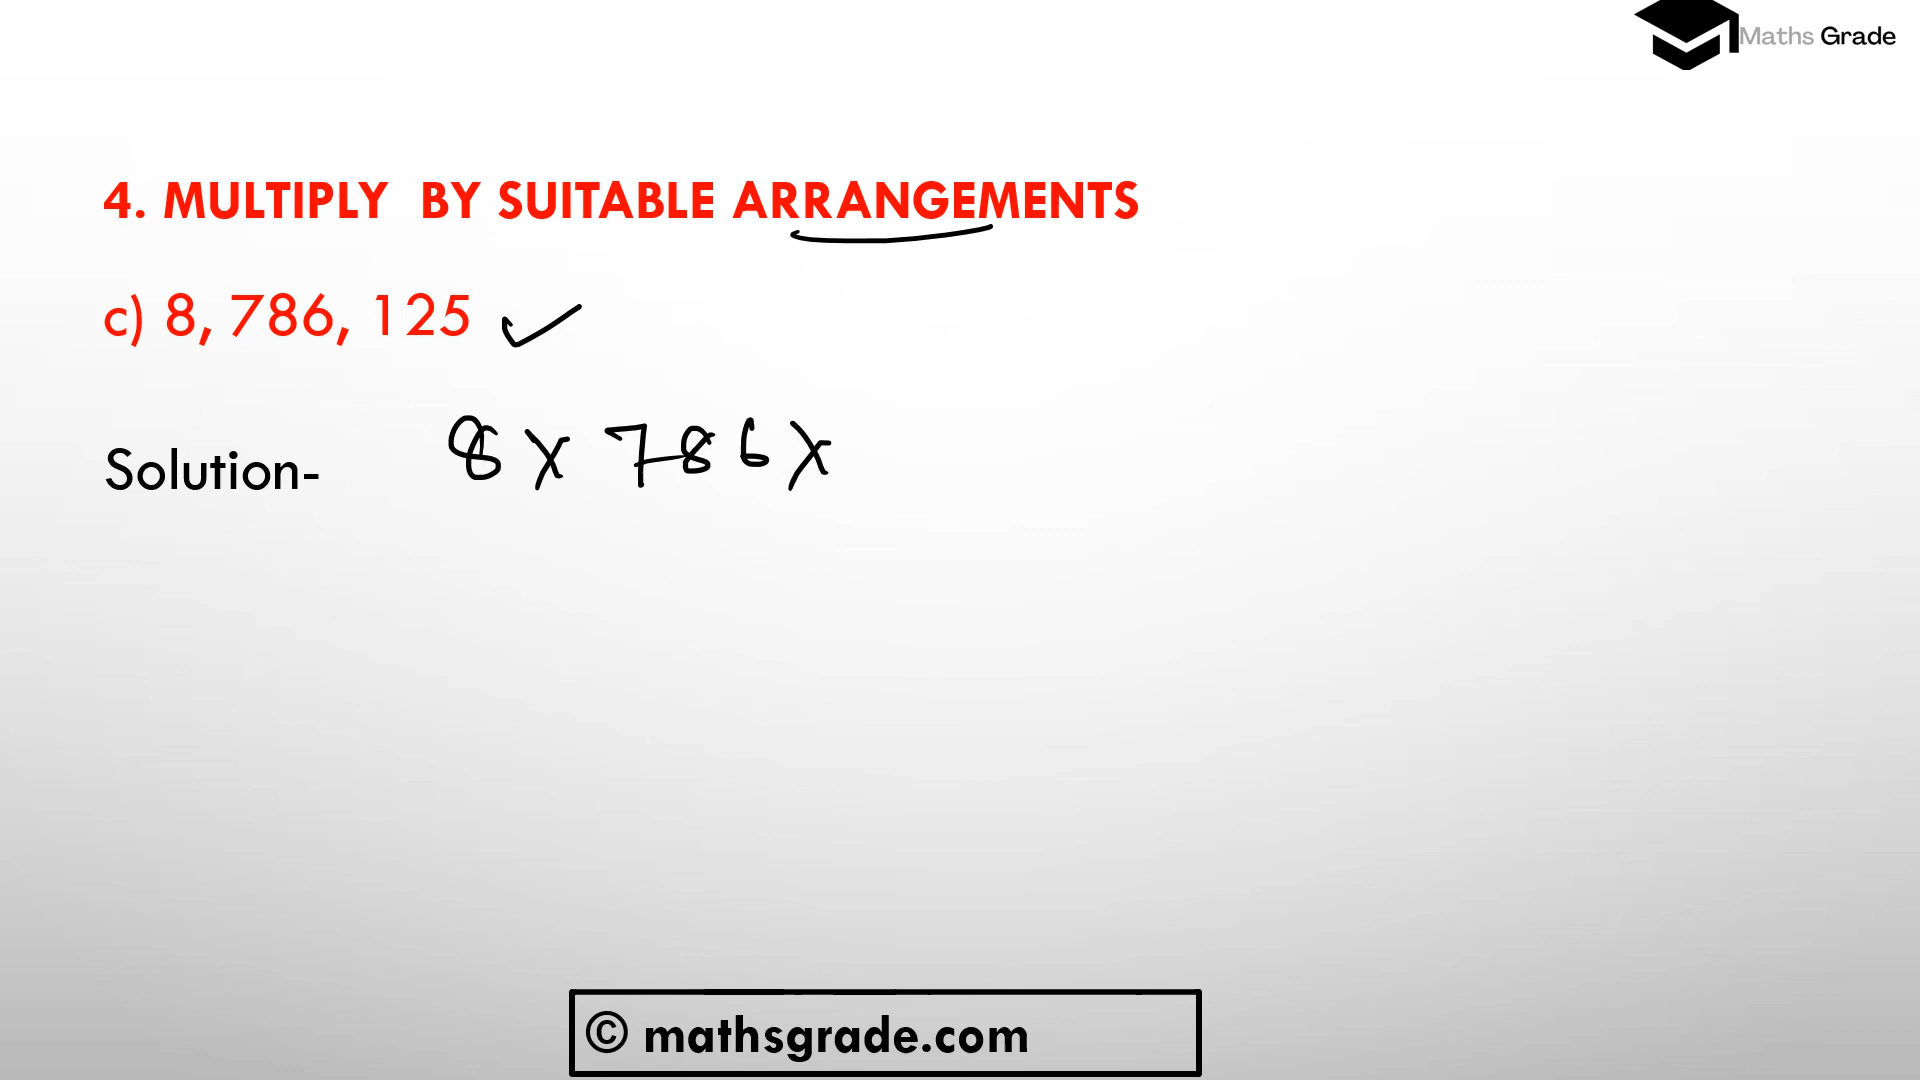 Maths Grade
4. MULTIPLY BY SUITABLE ARRANGEMENTS
c) 8, 786, 125
Solution- 8 x 786 x
© mathsgrade.com